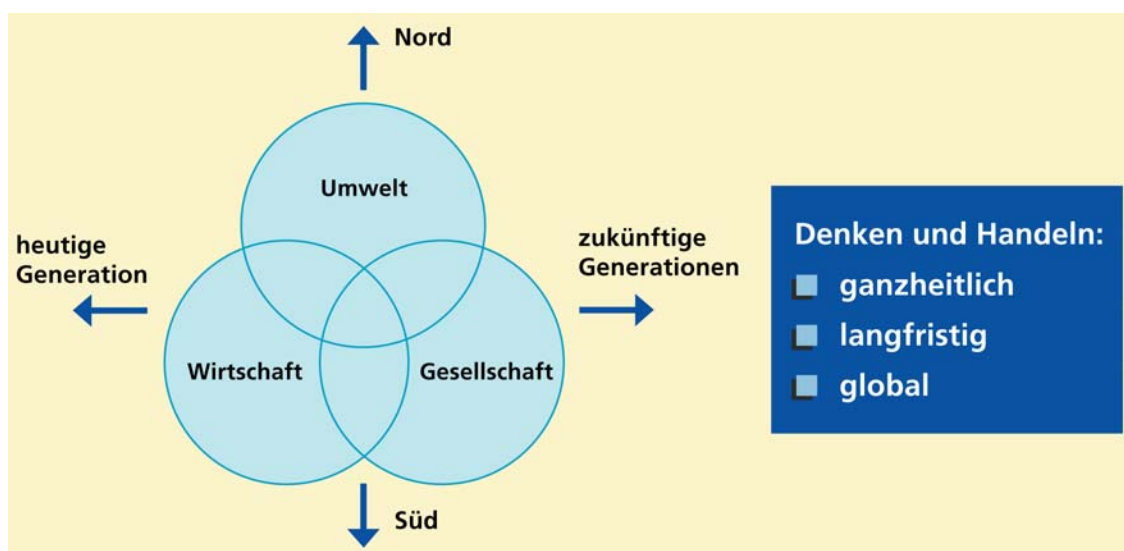 Nord
Umwelt
heutige
Generation
zukünftige
Generationen
Wirtschaft
Gesellschaft
Süd
Denken und Handeln:
ganzheitlich
langfristig
global